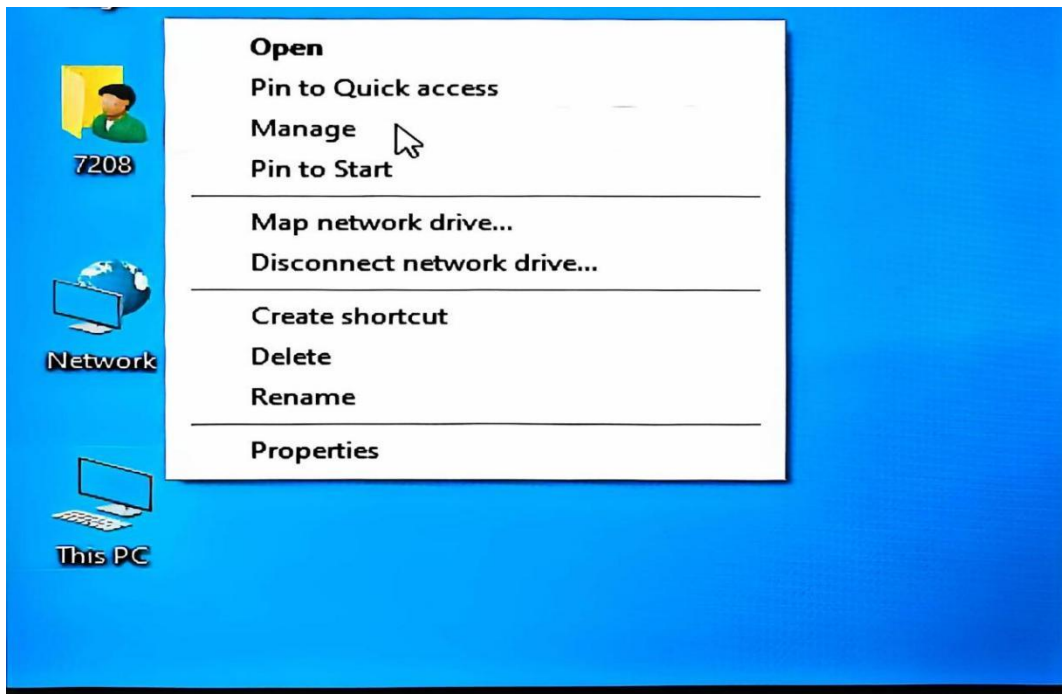 7208
Network
This PC
Open
Pin to Quick access
Manage
Pin to Start
Map network drive...
Disconnect network drive...
Create shortcut
Delete
Rename
Properties